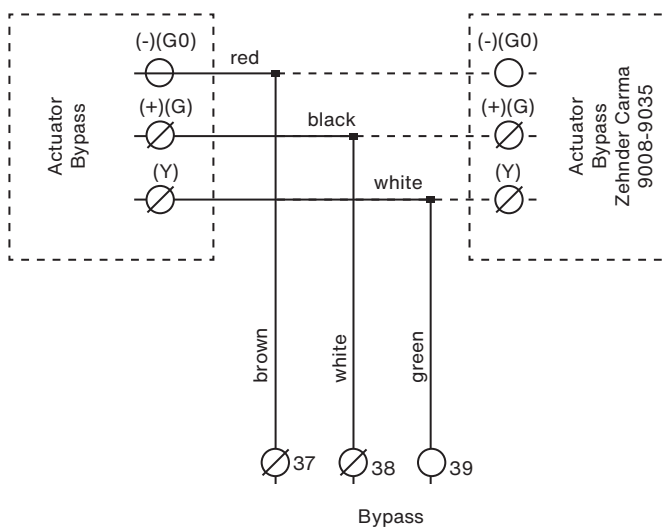 (-)(G0)
red
(-)(G0)
(+)(G)
black
(+)(G)
(Y)
white
(Y)
Actuator
Bypass
Actuator
Bypass
Zehnder Carma
9008-9035
brown
white
green
37
38
39
Bypass